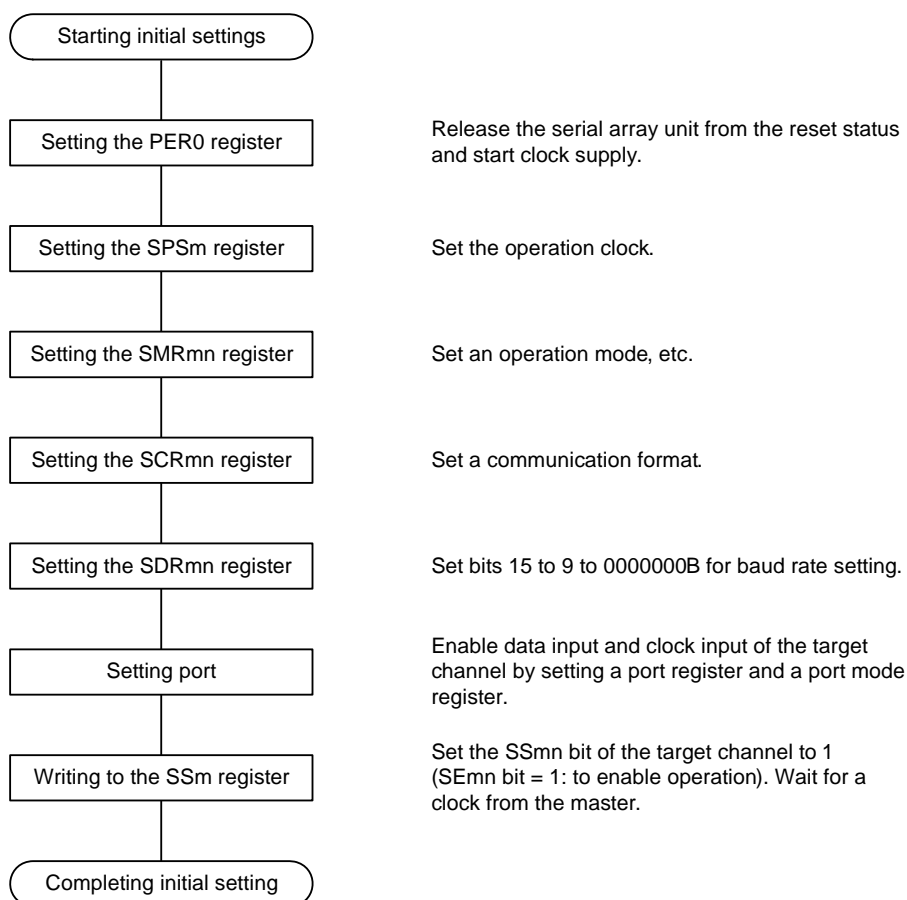 Starting initial settings
Setting the PER0 register
Release the serial array unit from the reset status
and start clock supply.
Setting the SPSm register
Set the operation clock.
Setting the SMRmn register
Set an operation mode, etc.
Setting the SCRmn register
Set a communication format.
Setting the SDRmn register
Set bits 15 to 9 to 0000000B for baud rate setting.
Setting port
Enable data input and clock input of the target
channel by setting a port register and a port mode
register.
Writing to the SSm register
Set the SSmn bit of the target channel to 1
(SEmn bit = 1: to enable operation). Wait for a
clock from the master.
Completing initial setting